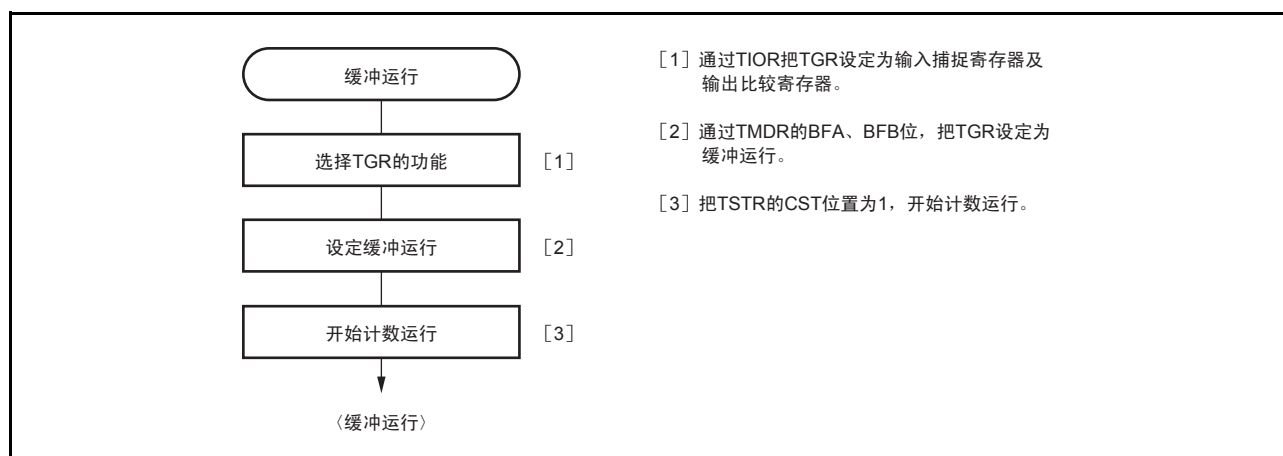 缓冲运行
选择TGR的功能
［1］
设定缓冲运行
［2］
开始计数运行
［3］
〈缓冲运行〉
［1］通过TIOR把TGR设定为输入捕捉寄存器及
输出比较寄存器。
［2］通过TMDR的BFA、BFB位，把TGR设定为
缓冲运行。
［3］把TSTR的CST位置为1，开始计数运行。